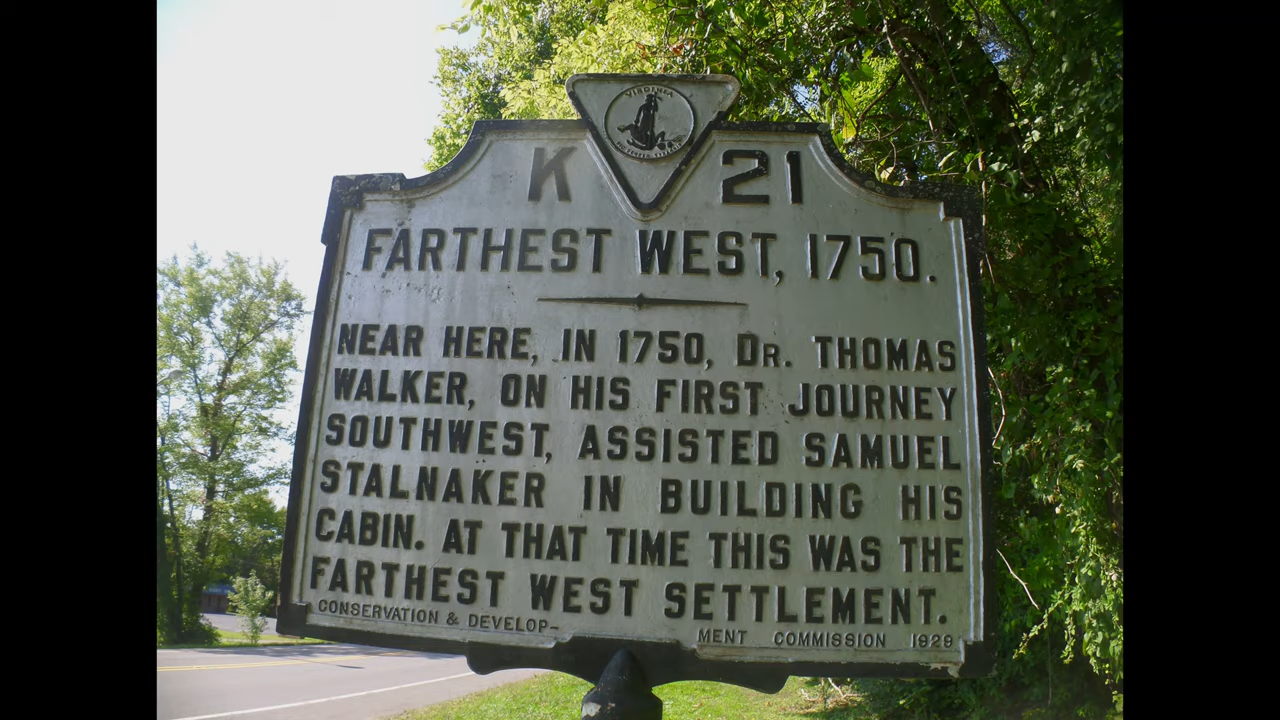 VIRGINIA
K 21
FARTHEST WEST, 1750.
NEAR HERE, IN 1750, DR. THOMAS
WALKER, ON HIS FIRST JOURNEY
SOUTHWEST, ASSISTED SAMUEL
STALNAKER IN BUILDING HIS
CABIN. AT THAT TIME THIS WAS THE
FARTHEST WEST SETTLEMENT.
CONSERVATION & DEVELOP-MENT COMMISSION 1929